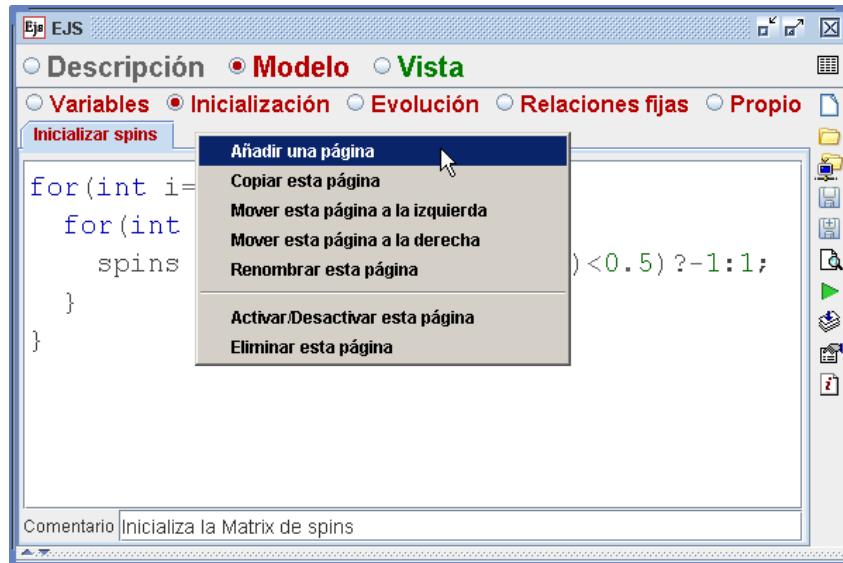 Ejs EJS
Descripción Modelo Vista
Variables Inicialización Evolución Relaciones fijas Propio
Inicializar spins
Añadir una página
Copiar esta página
Mover esta página a la izquierda
Mover esta página a la derecha
Renombrar esta página
Activar/Desactivar esta página
Eliminar esta página
for(int i=
for(int
spins )<0.5)?-1:1;
}
}
Comentario Inicializa la Matrix de spins